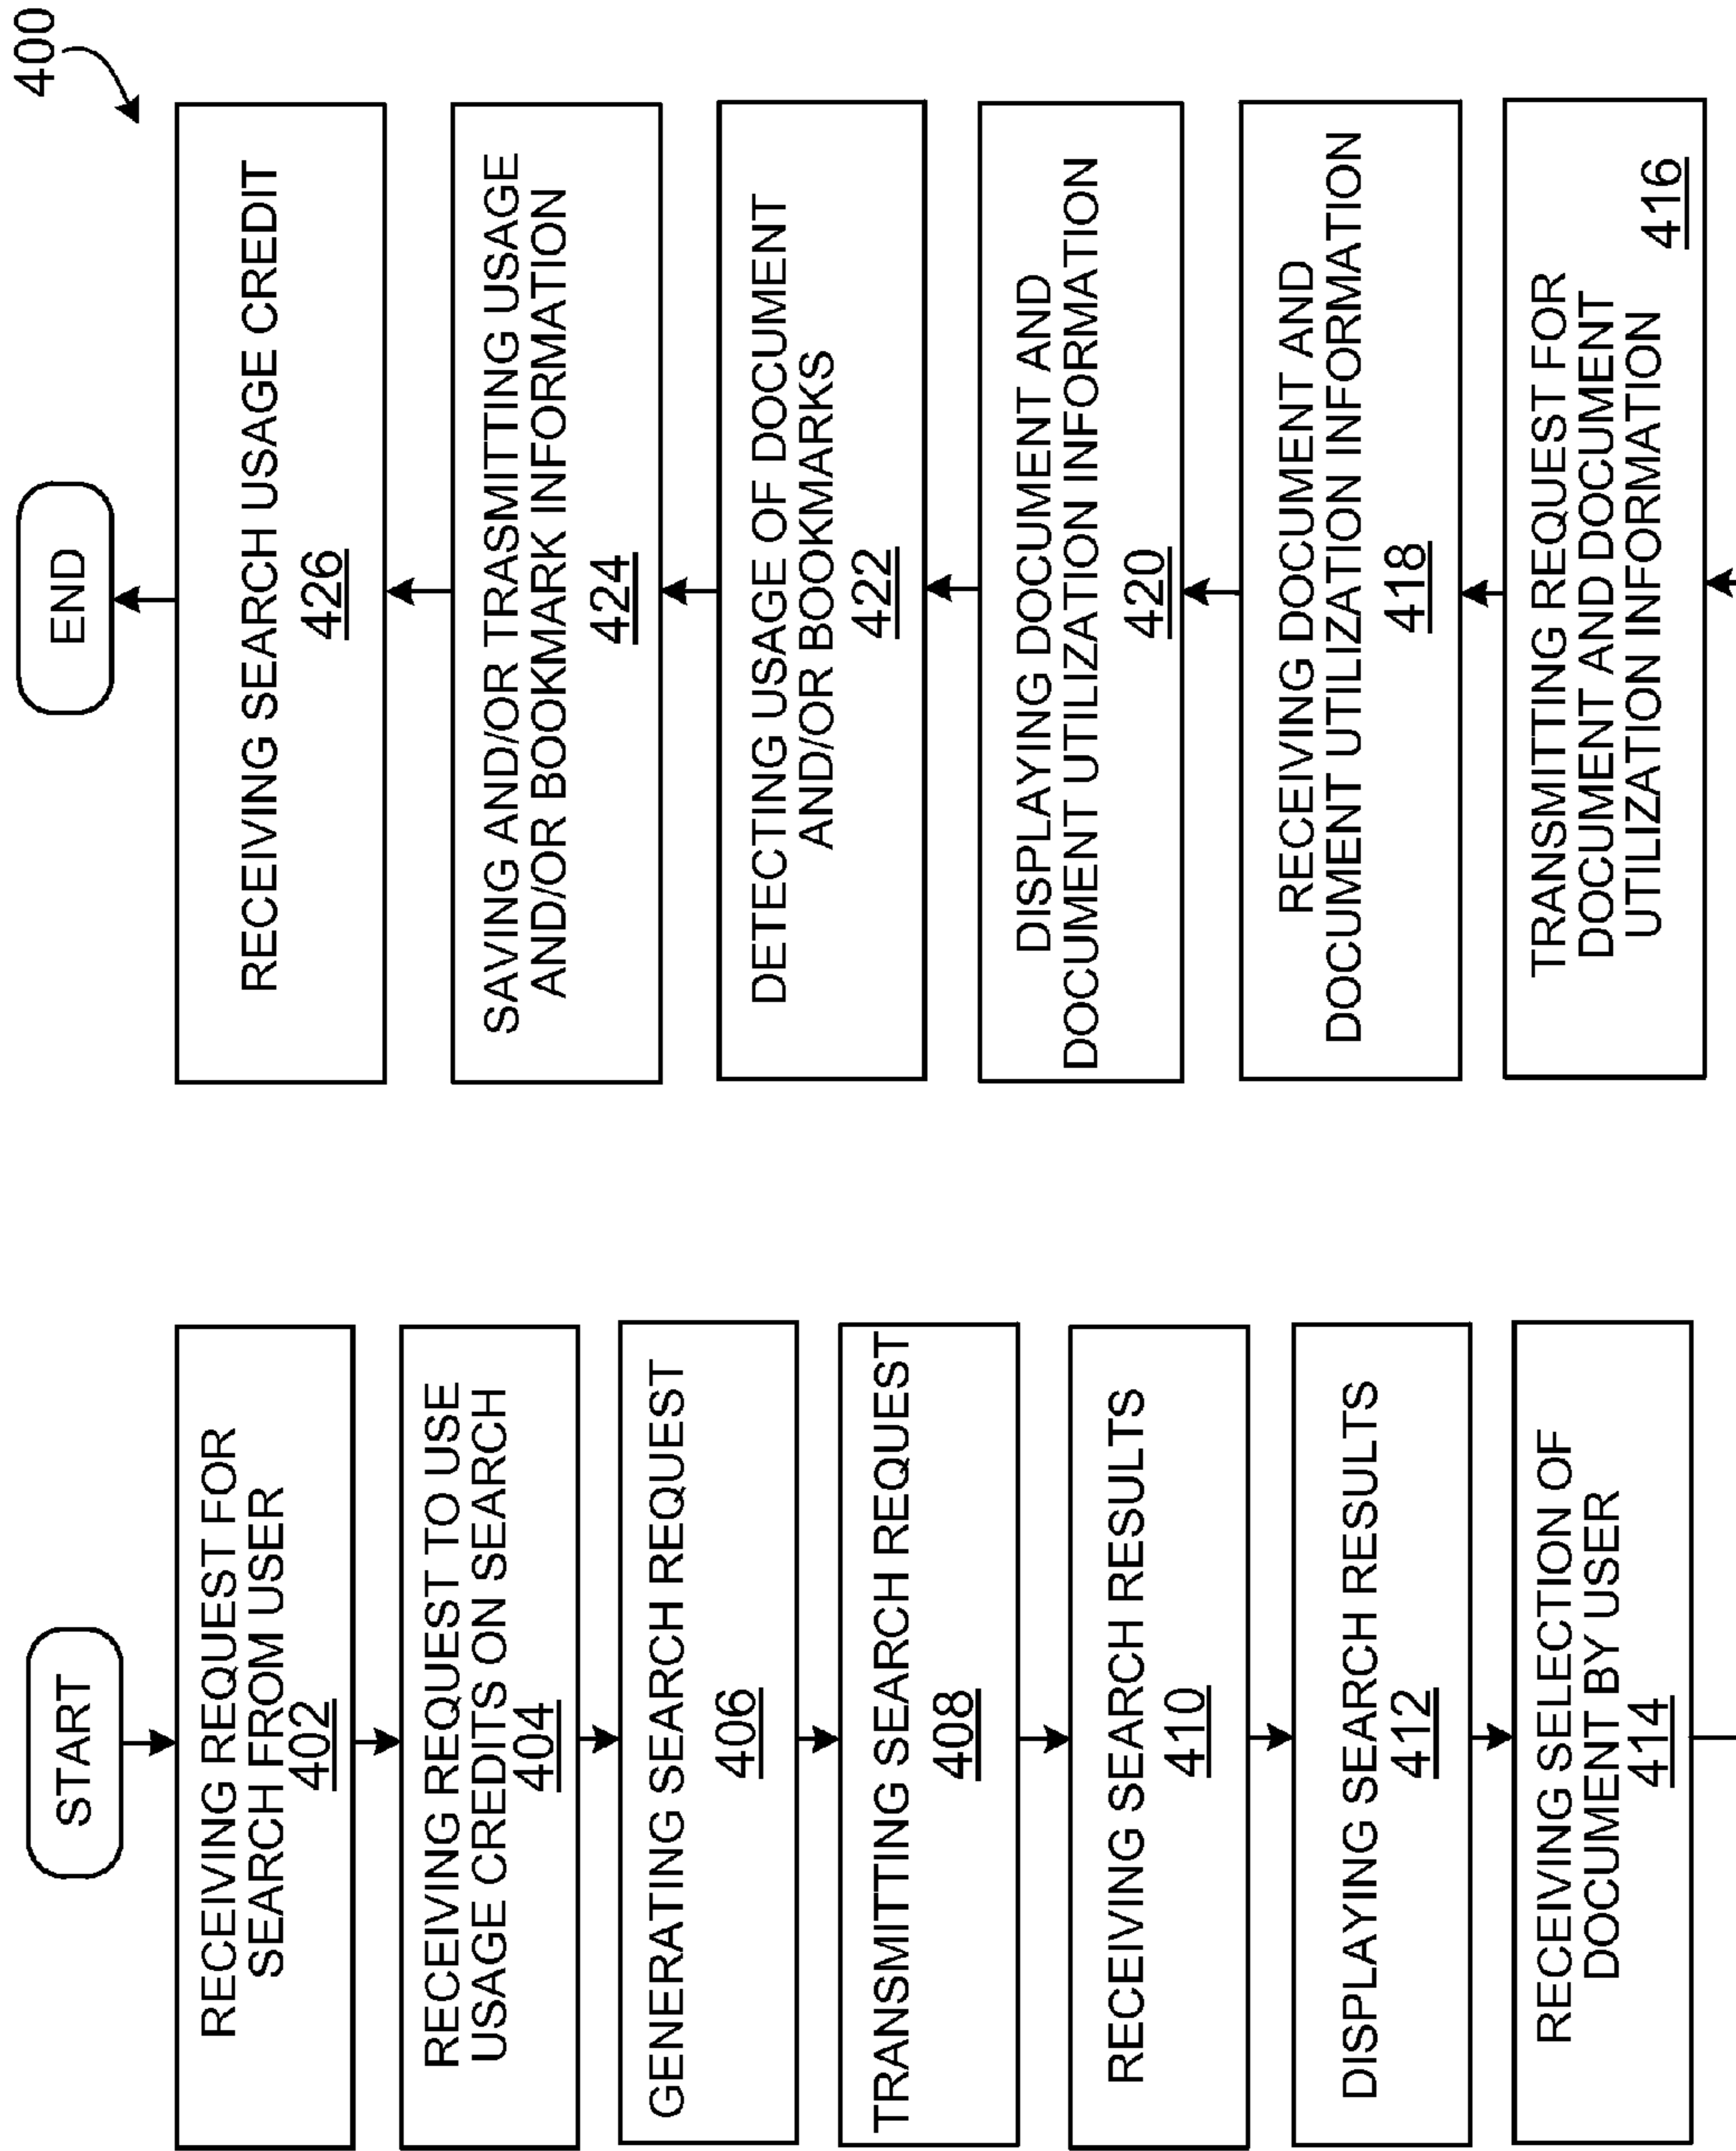 400
START
RECEIVING REQUEST FOR
SEARCH FROM USER
402
RECEIVING REQUEST TO USE
USAGE CREDITS ON SEARCH
404
GENERATING SEARCH REQUEST
406
TRANSMITTING SEARCH REQUEST
408
RECEIVING SEARCH RESULTS
410
DISPLAYING SEARCH RESULTS
412
RECEIVING SELECTION OF
DOCUMENT BY USER
414
TRANSMITTING REQUEST FOR
DOCUMENT AND DOCUMENT
UTILIZATION INFORMATION
416
RECEIVING DOCUMENT AND
DOCUMENT UTILIZATION INFORMATION
418
DISPLAYING DOCUMENT AND
DOCUMENT UTILIZATION INFORMATION
420
DETECTING USAGE OF DOCUMENT
AND/OR BOOKMARKS
422
SAVING AND/OR TRASMITTING USAGE
AND/OR BOOKMARK INFORMATION
424
RECEIVING SEARCH USAGE CREDIT
426
END